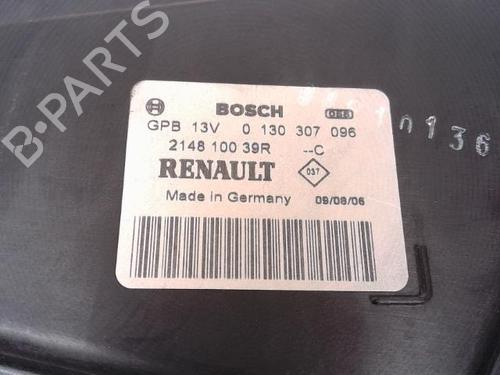 B-PARTS
BOSCH
GPB 13V 0 130 307 096
2148 100 39R --C
RENAULT 037
Made in Germany 09/08/06
0136